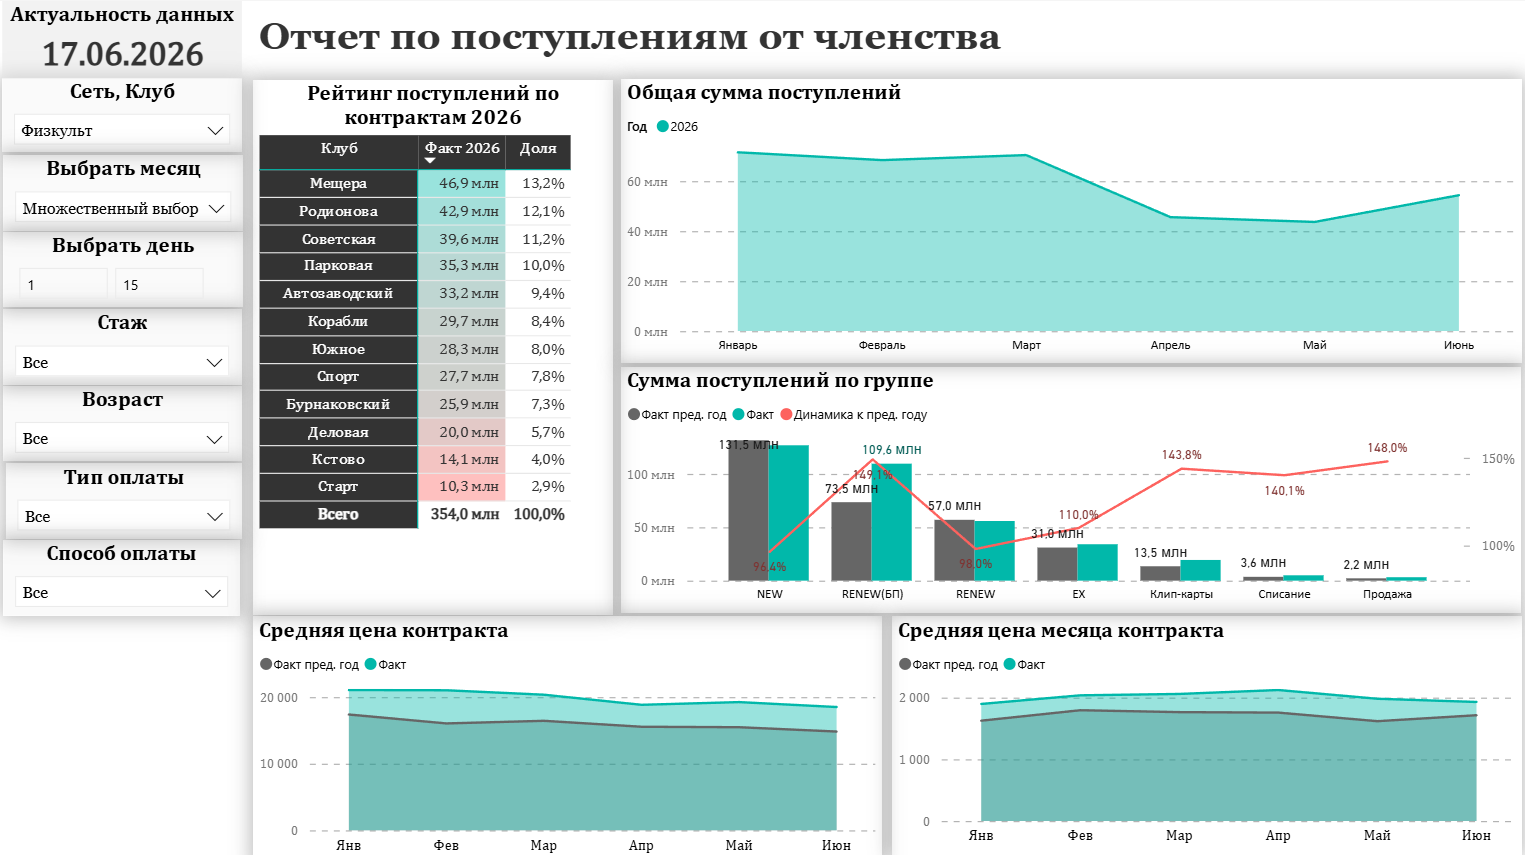 Актуальность данных
17.06.2026
Отчет по поступлениям от членства
Сеть, Клуб
Физкульт
Выбрать месяц
Множественный выбор
Выбрать день
1 15
Стаж
Все
Возраст
Все
Тип оплаты
Все
Способ оплаты
Все
Рейтинг поступлений по
контрактам 2026
Клуб Факт 2026 Доля
Мещера 46,9 млн 13,2%
Родионова 42,9 млн 12,1%
Советская 39,6 млн 11,2%
Парковая 35,3 млн 10,0%
Автозаводский 33,2 млн 9,4%
Корабли 29,7 млн 8,4%
Южное 28,3 млн 8,0%
Спорт 27,7 млн 7,8%
Бурнаковский 25,9 млн 7,3%
Деловая 20,0 млн 5,7%
Кстово 14,1 млн 4,0%
Старт 10,3 млн 2,9%
Всего 354,0 млн 100,0%
Общая сумма поступлений
Год 2026
60 млн
40 млн
20 млн
0 млн
Январь Февраль Март Апрель Май Июнь
Сумма поступлений по группе
Факт пред. год Факт Динамика к пред. году
131,5 млн 109,6 млн 143,8% 148,0%
150%
100 млн 149,1%
73,5 млн 140,1%
57,0 млн
110,0%
50 млн 31,0 млн
100%
13,5 млн
96,4% 98,0% 3,6 млн 2,2 млн
0 млн
NEW RENEW(БП) RENEW EX Клип-карты Списание Продажа
Средняя цена контракта
Факт пред. год Факт
20 000
10 000
0
Янв Фев Мар Апр Май Июн
Средняя цена месяца контракта
Факт пред. год Факт
2 000
1 000
0
Янв Фев Мар Апр Май Июн